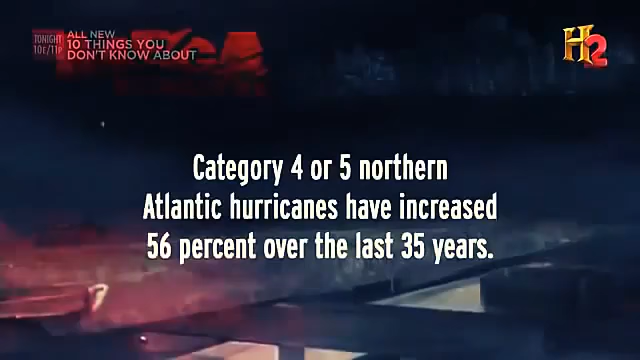 TONIGHT
10E/11P
ALL NEW
10 THINGS YOU
DON'T KNOW ABOUT
H2
Category 4 or 5 northern
Atlantic hurricanes have increased
56 percent over the last 35 years.